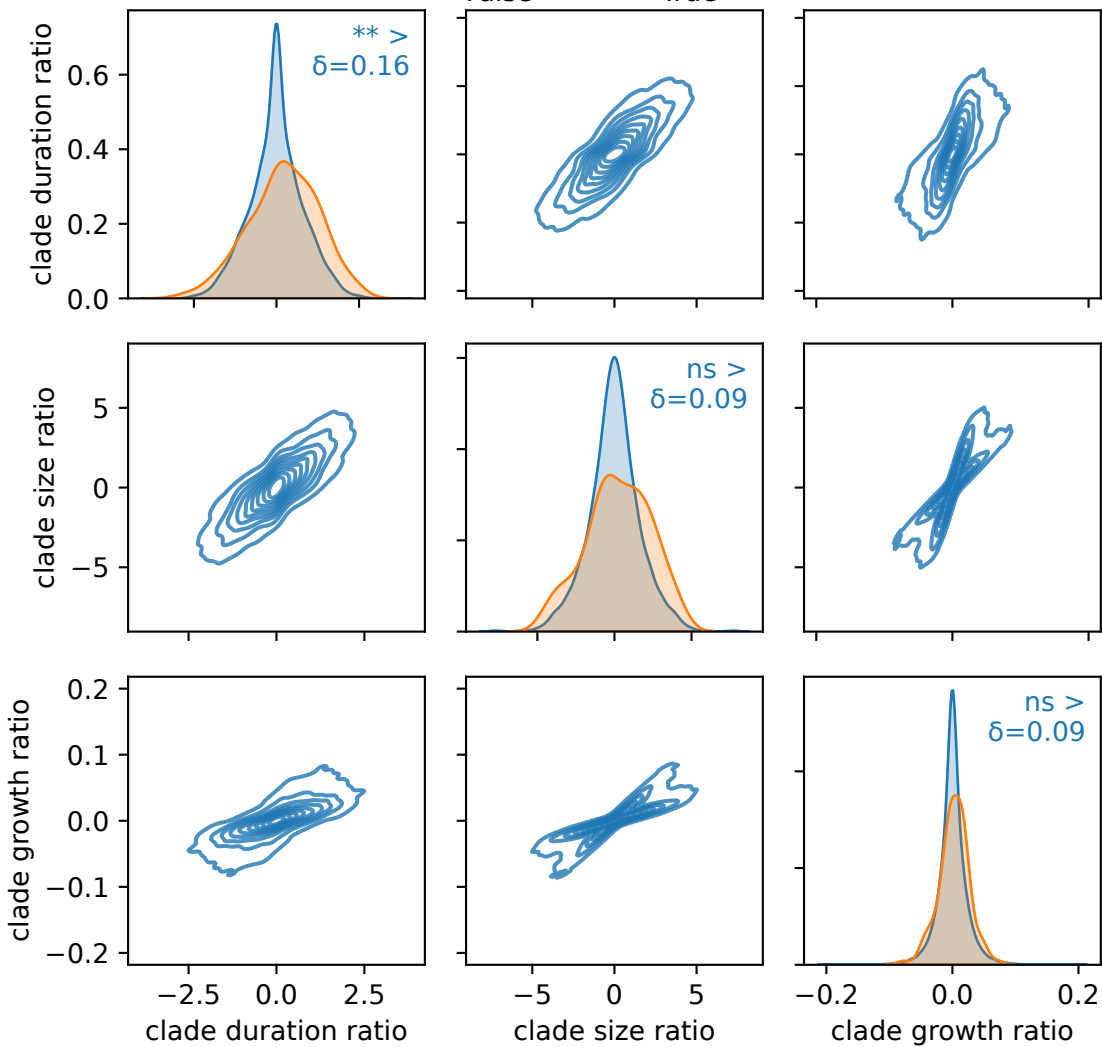 clade duration ratio
0.6
0.4
0.2
0.0
** >
δ=0.16
clade size ratio
5
0
−5
ns >
δ=0.09
clade growth ratio
0.2
0.1
0.0
−0.1
−0.2
ns >
δ=0.09
−2.5 0.0 2.5
−5 0 5
−0.2 0.0 0.2
clade duration ratio
clade size ratio
clade growth ratio